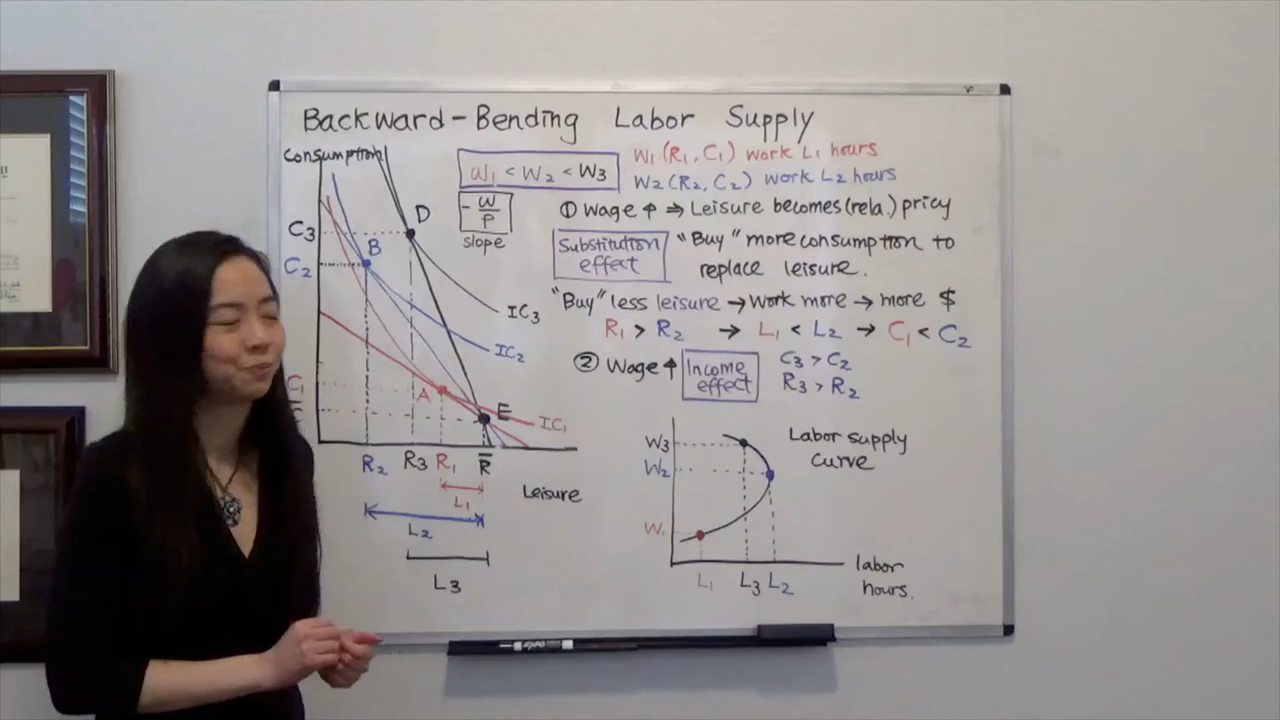 Backward-Bending Labor Supply
Consumption
W1 < W2 < W3
W1 (R1, C1) work L1 hours
W2 (R2, C2) work L2 hours
- W/P
slope
① Wage ↑ ⇒ Leisure becomes (rela.) pricy
Substitution
effect
"Buy" more consumption to
replace leisure.
"Buy" less leisure → Work more → more $
R1 > R2 → L1 < L2 → C1 < C2
② Wage ↑ Income
effect
C3 > C2
R3 > R2
C3
C2
C1
D
B
A
E
IC3
IC2
IC1
R2 R3 R1 R̅
Leisure
L1
L2
L3
Labor supply
curve
W3
W2
W1
L1 L3 L2
labor
hours.